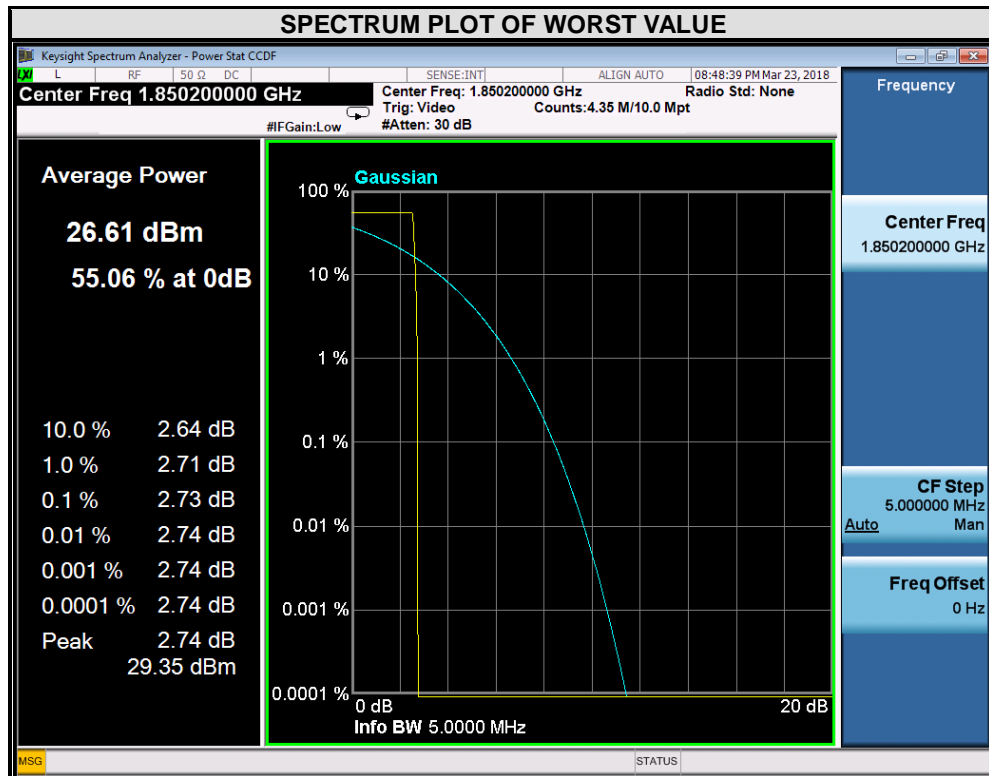 SPECTRUM PLOT OF WORST VALUE
Keysight Spectrum Analyzer - Power Stat CCDF
LXI L RF 50 Ω DC SENSE:INT ALIGN AUTO 08:48:39 PM Mar 23, 2018
Center Freq 1.850200000 GHz
Center Freq: 1.850200000 GHz Radio Std: None
Trig: Video Counts:4.35 M/10.0 Mpt
#IFGain:Low #Atten: 30 dB
Frequency
Average Power
26.61 dBm
55.06 % at 0dB
10.0 % 2.64 dB
1.0 % 2.71 dB
0.1 % 2.73 dB
0.01 % 2.74 dB
0.001 % 2.74 dB
0.0001 % 2.74 dB
Peak 2.74 dB
29.35 dBm
Gaussian
100 %
10 %
1 %
0.1 %
0.01 %
0.001 %
0.0001 %
0 dB 20 dB
Info BW 5.0000 MHz
Center Freq
1.850200000 GHz
CF Step
5.000000 MHz
Auto Man
Freq Offset
0 Hz
MSG STATUS